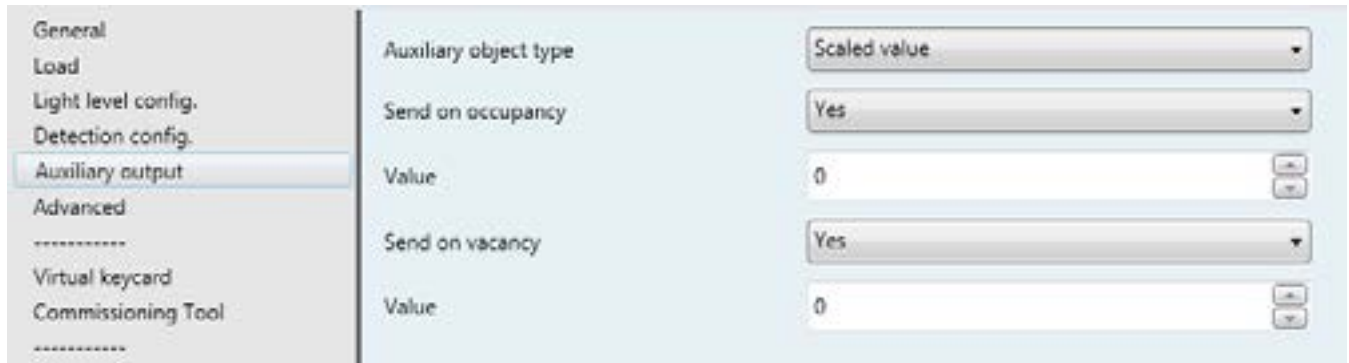 General
Load
Light level config.
Detection config.
Auxiliary output
Advanced
-----------
Virtual keycard
Commissioning Tool
-----------
Auxiliary object type Scaled value
Send on occupancy Yes
Value 0
Send on vacancy Yes
Value 0